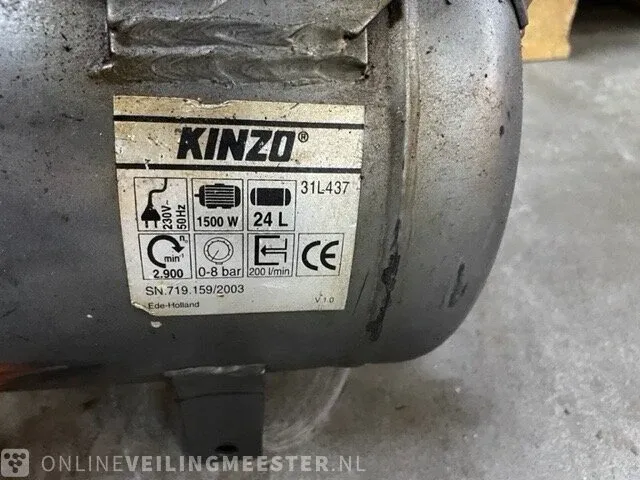 KINZO®
31L437
230V-
50Hz
1500 W
24 L
min⁻¹
2.900
0-8 bar
200 l/min
CE
SN.719.159/2003
Ede-Holland
V 1.0
ONLINEVEILINGMEESTER.NL